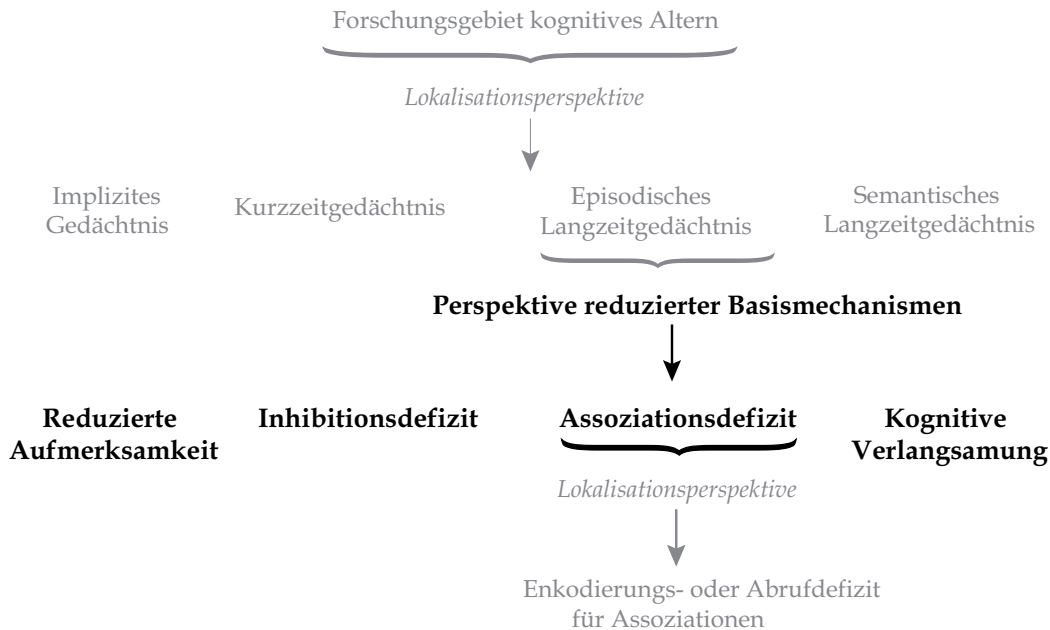 Forschungsgebiet kognitives Altern
Lokalisationsperspektive
Implizites
Gedächtnis
Kurzzeitgedächtnis
Episodisches
Langzeitgedächtnis
Semantisches
Langzeitgedächtnis
Perspektive reduzierter Basismechanismen
Reduzierte
Aufmerksamkeit
Inhibitionsdefizit
Assoziationsdefizit
Kognitive
Verlangsamung
Lokalisationsperspektive
Enkodierungs- oder Abrufdefizit
für Assoziationen